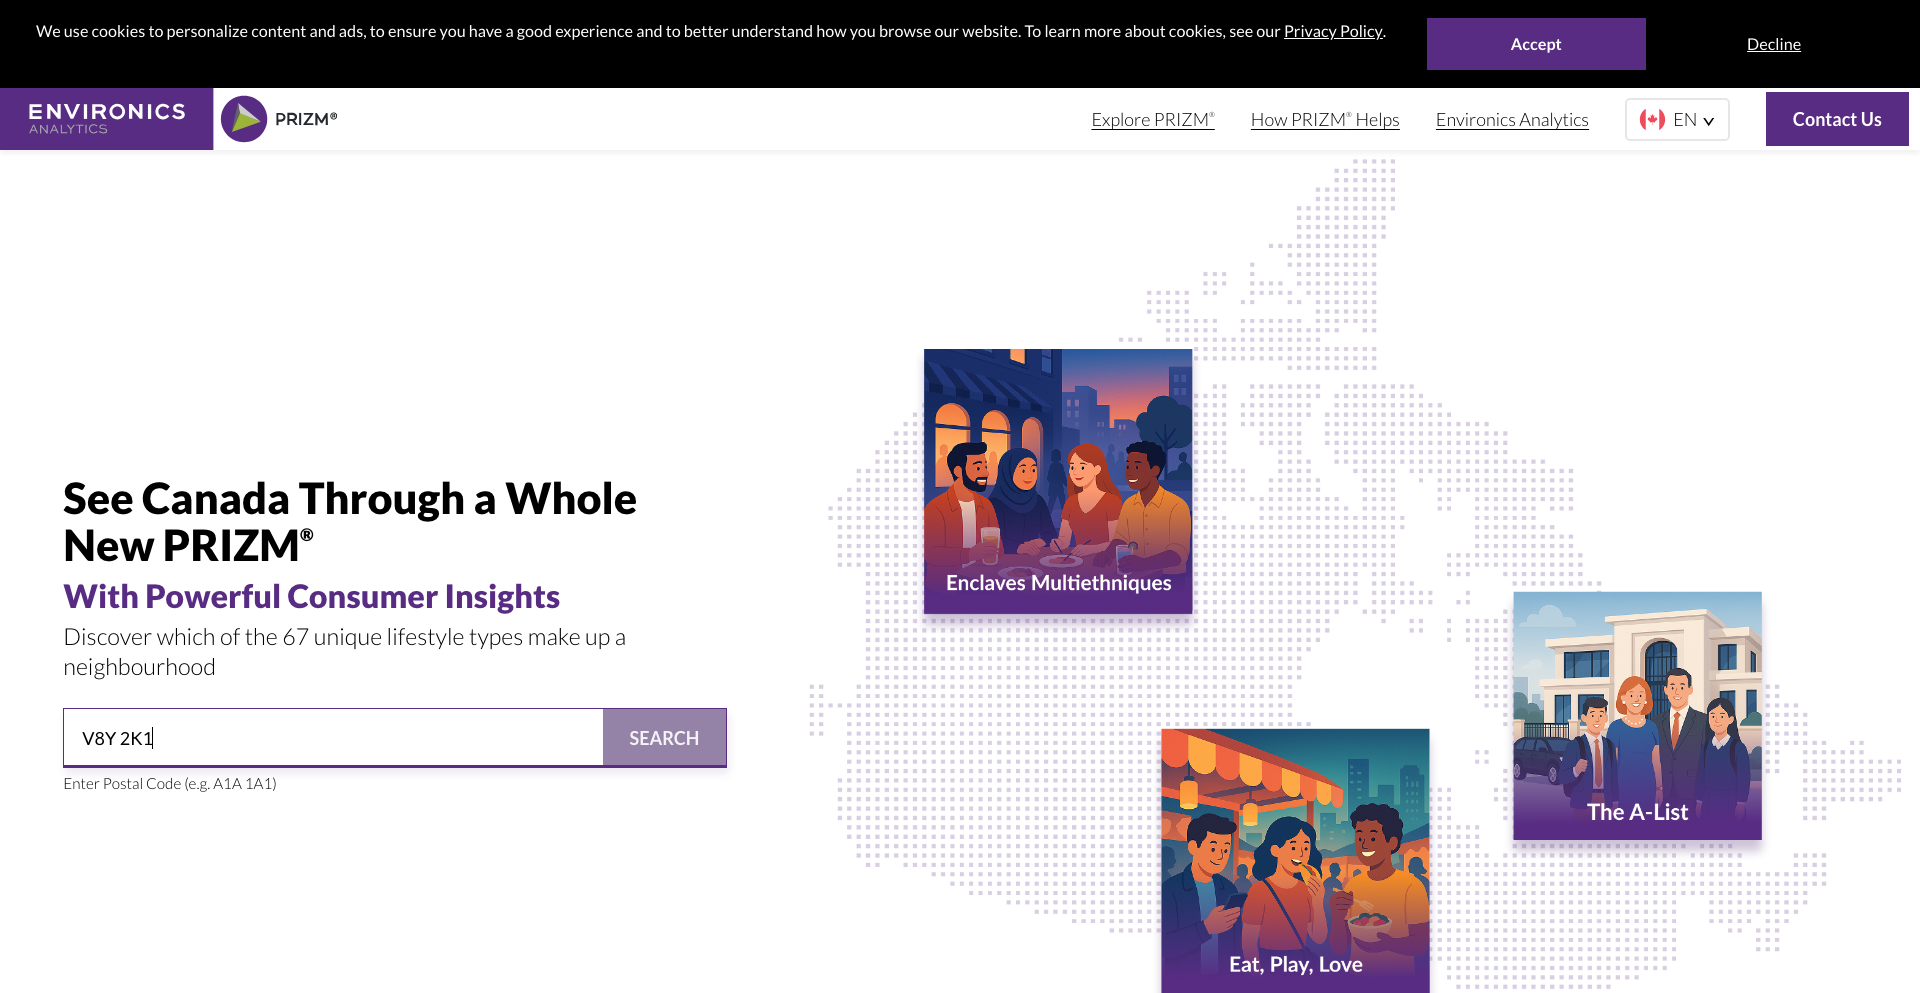 We use cookies to personalize content and ads, to ensure you have a good experience and to better understand how you browse our website. To learn more about cookies, see our Privacy Policy.
Accept
Decline
ENVIRONICS
ANALYTICS
PRIZM®
Explore PRIZM®
How PRIZM® Helps
Environics Analytics
EN
Contact Us
See Canada Through a Whole
New PRIZM®
With Powerful Consumer Insights
Discover which of the 67 unique lifestyle types make up a
neighbourhood
V8Y 2K1
SEARCH
Enter Postal Code (e.g. A1A 1A1)
Enclaves Multiethniques
The A-List
Eat, Play, Love